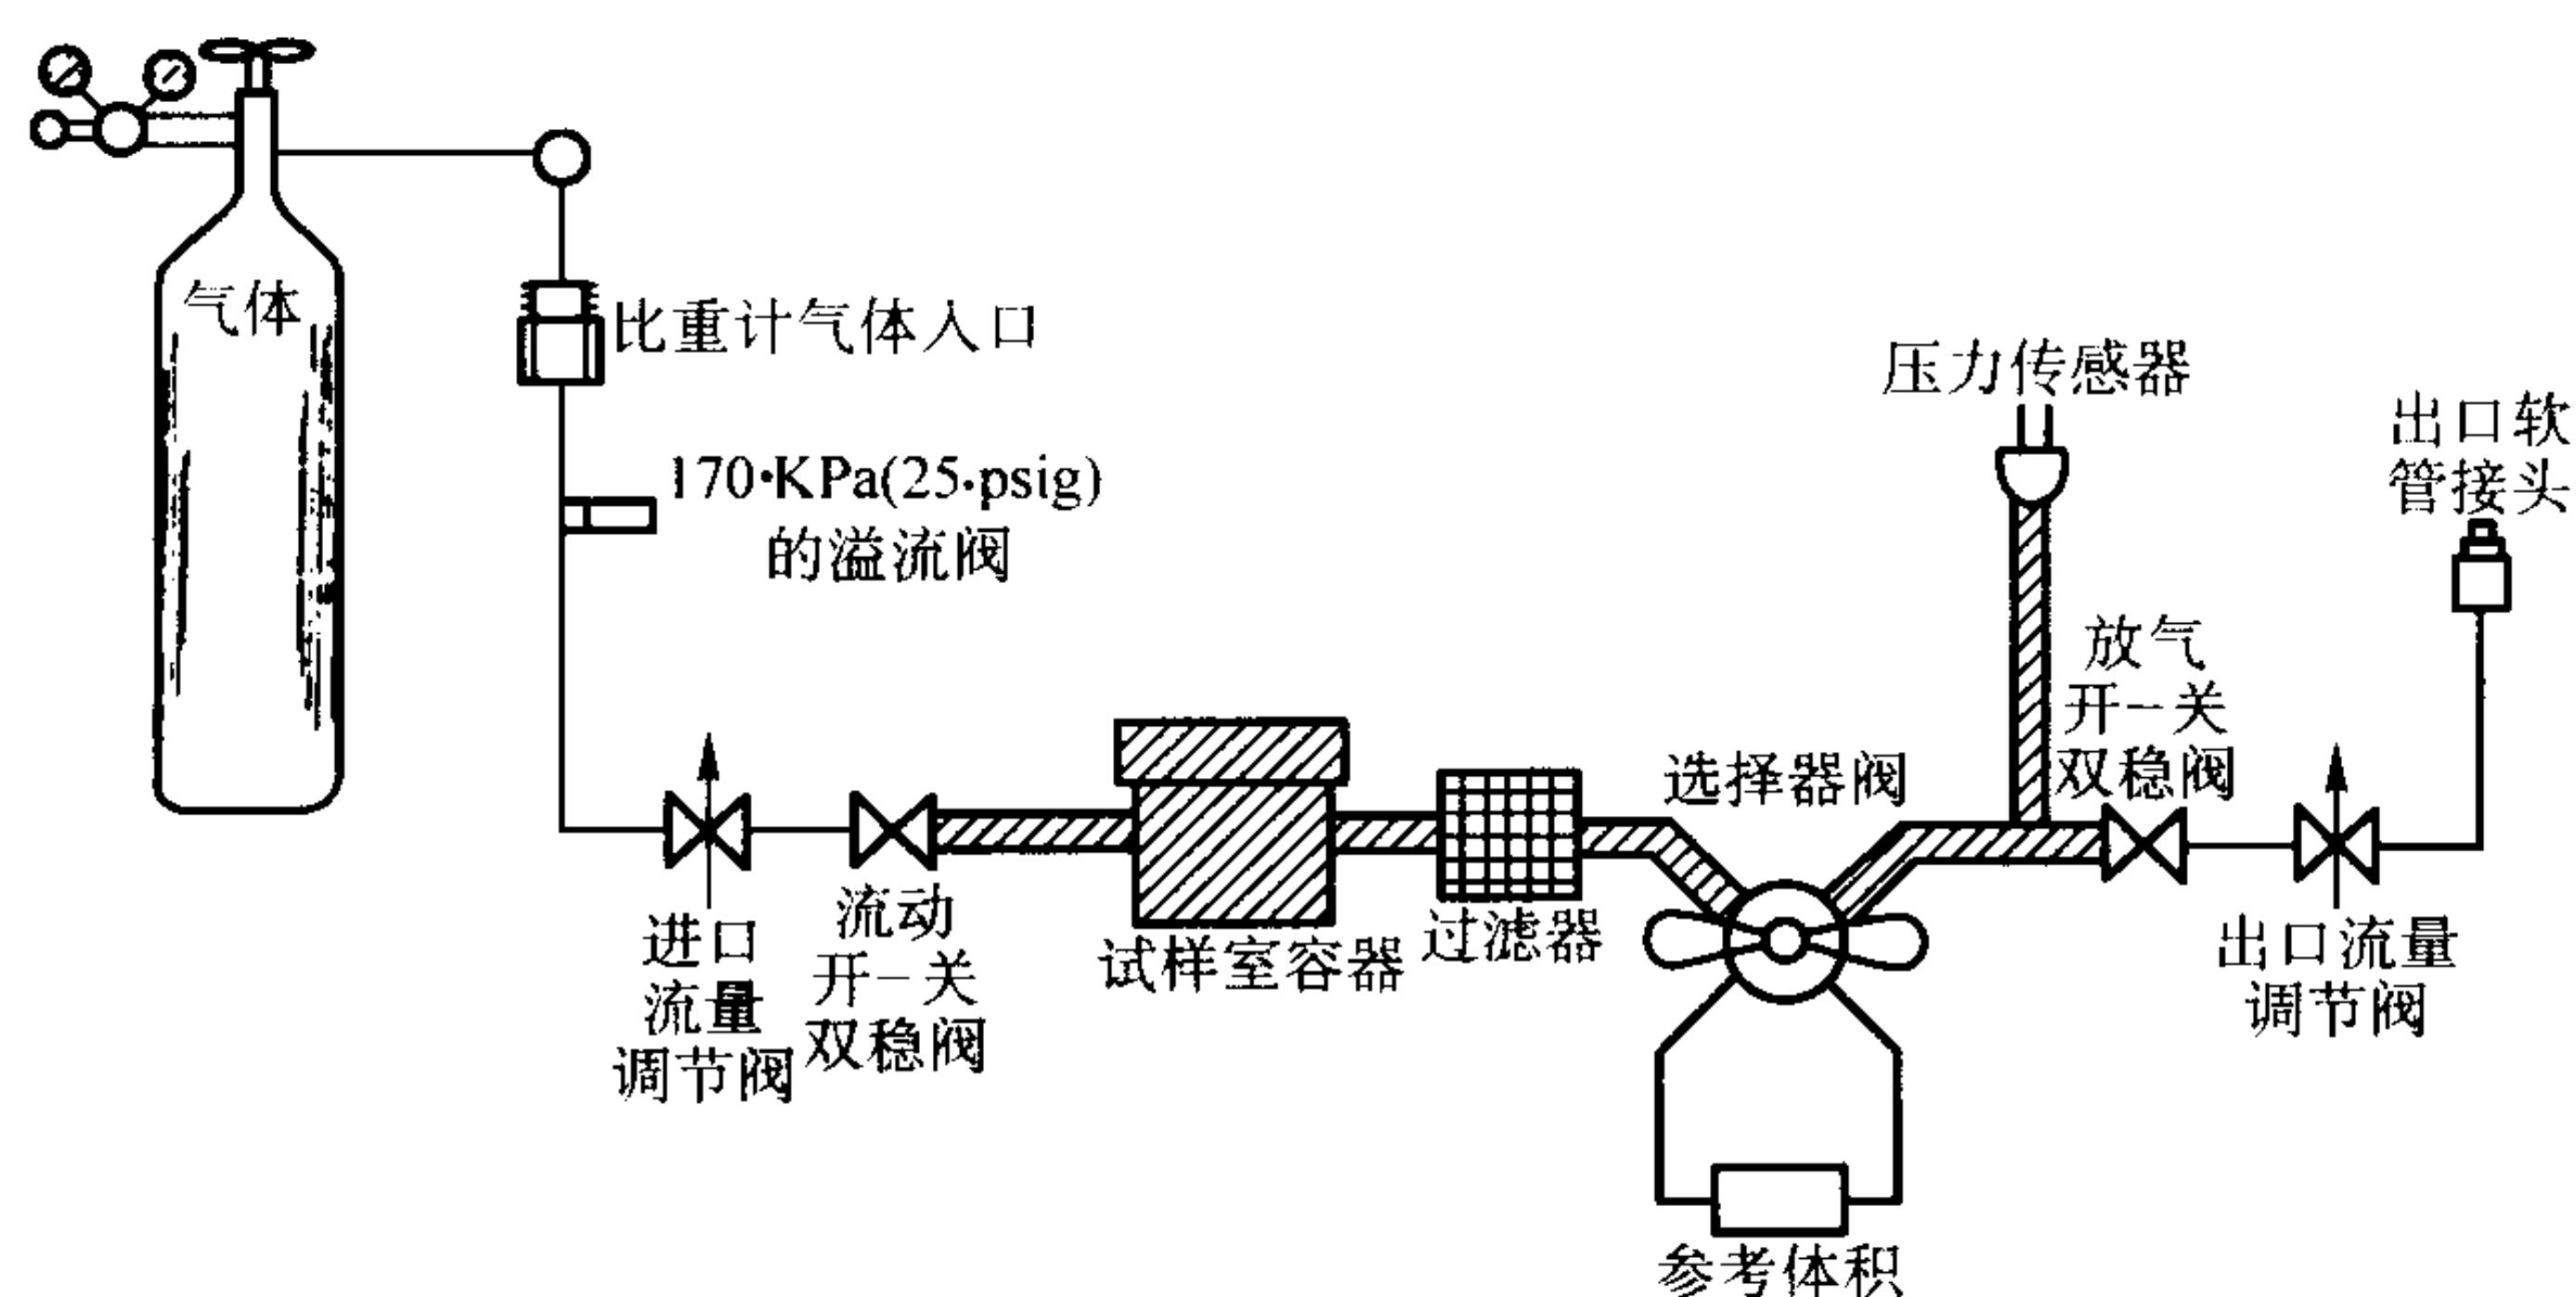 气体
比重计气体入口
170·KPa(25·psig)
的溢流阀
进口
流量
调节阀
流动
开-关
双稳阀
试样室容器
过滤器
选择器阀
参考体积
压力传感器
放气
开-关
双稳阀
出口流量
调节阀
出口软
管接头